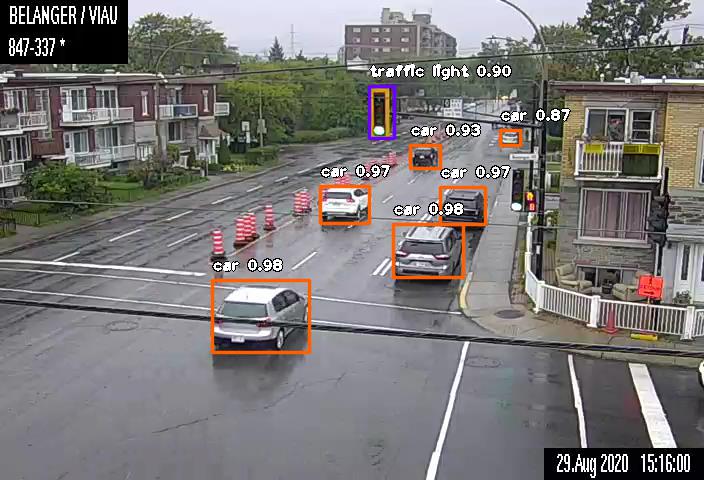 BELANGER / VIAU
847-337 *
traffic light 0.90
car 0.87
car 0.93
car 0.97
car 0.97
car 0.98
car 0.98
29.Aug 2020 15:16:00